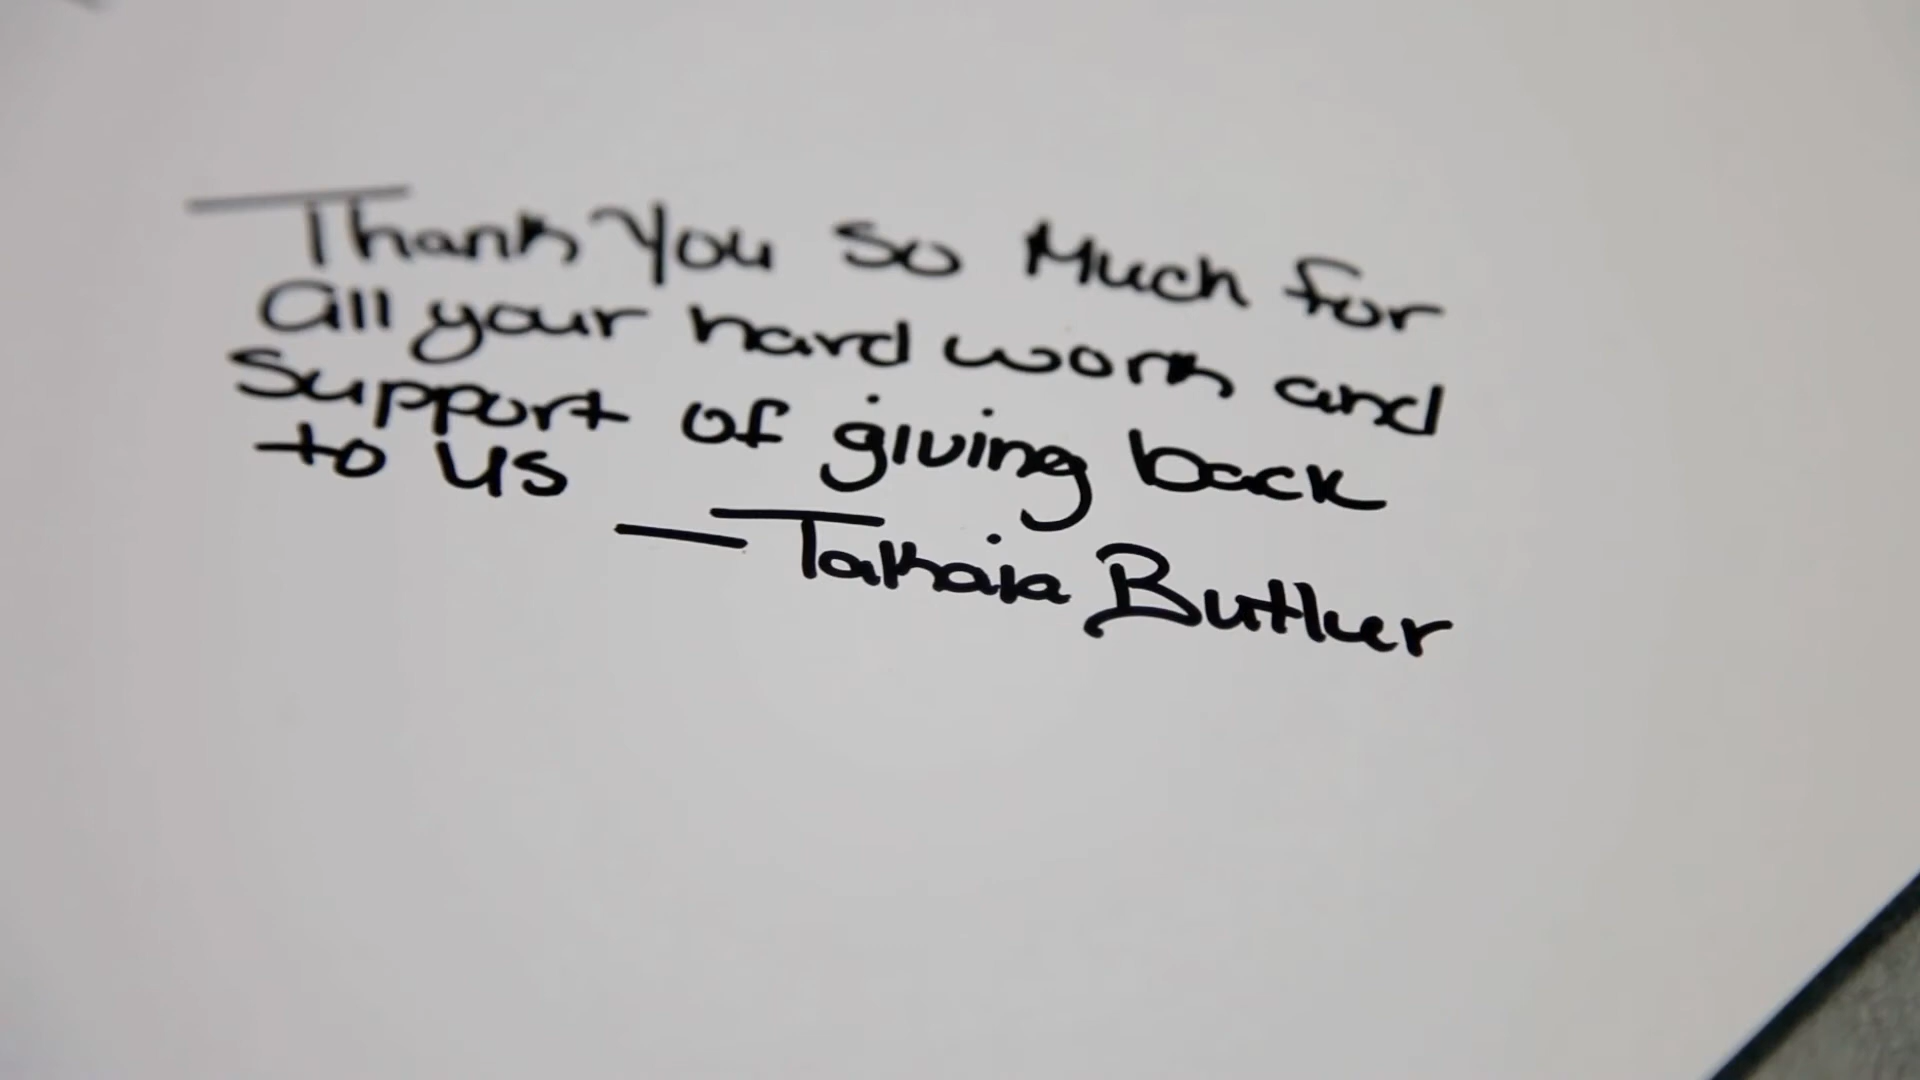 Thank You So Much for
all your hard work and
Support of giving back
to us
— Takaia Butler